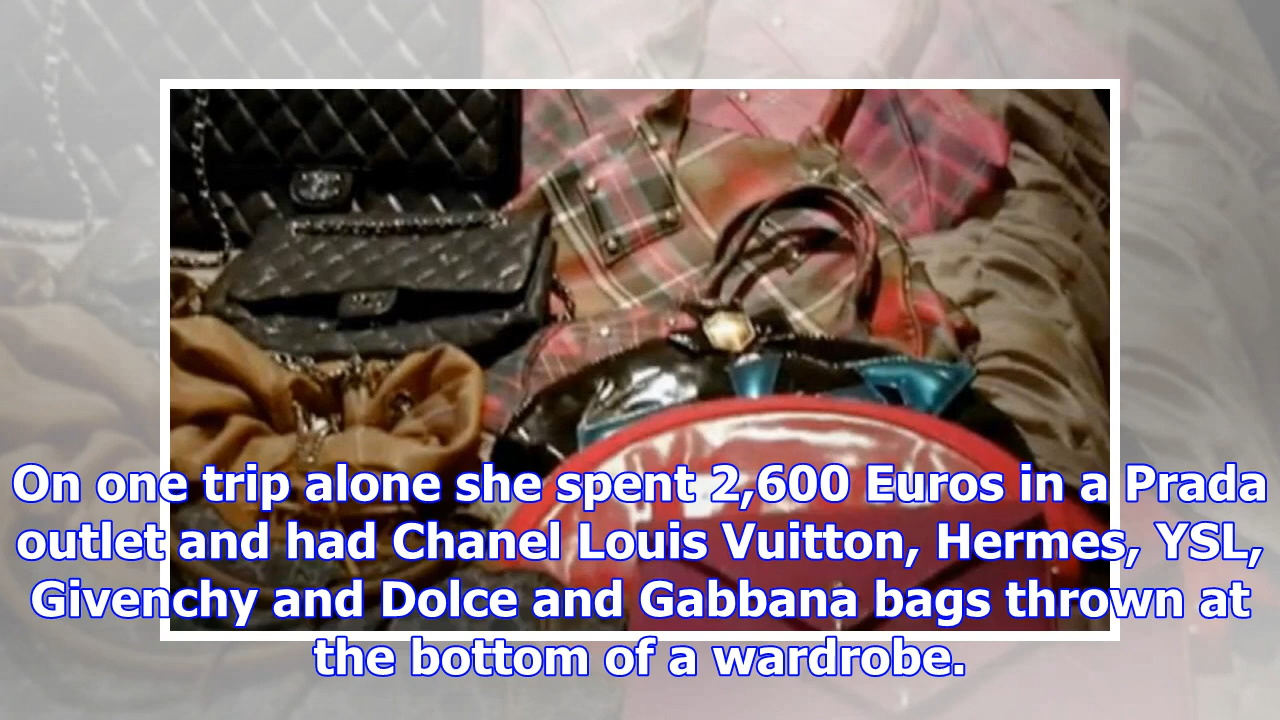 On one trip alone she spent 2,600 Euros in a Prada
outlet and had Chanel Louis Vuitton, Hermes, YSL,
Givenchy and Dolce and Gabbana bags thrown at
the bottom of a wardrobe.